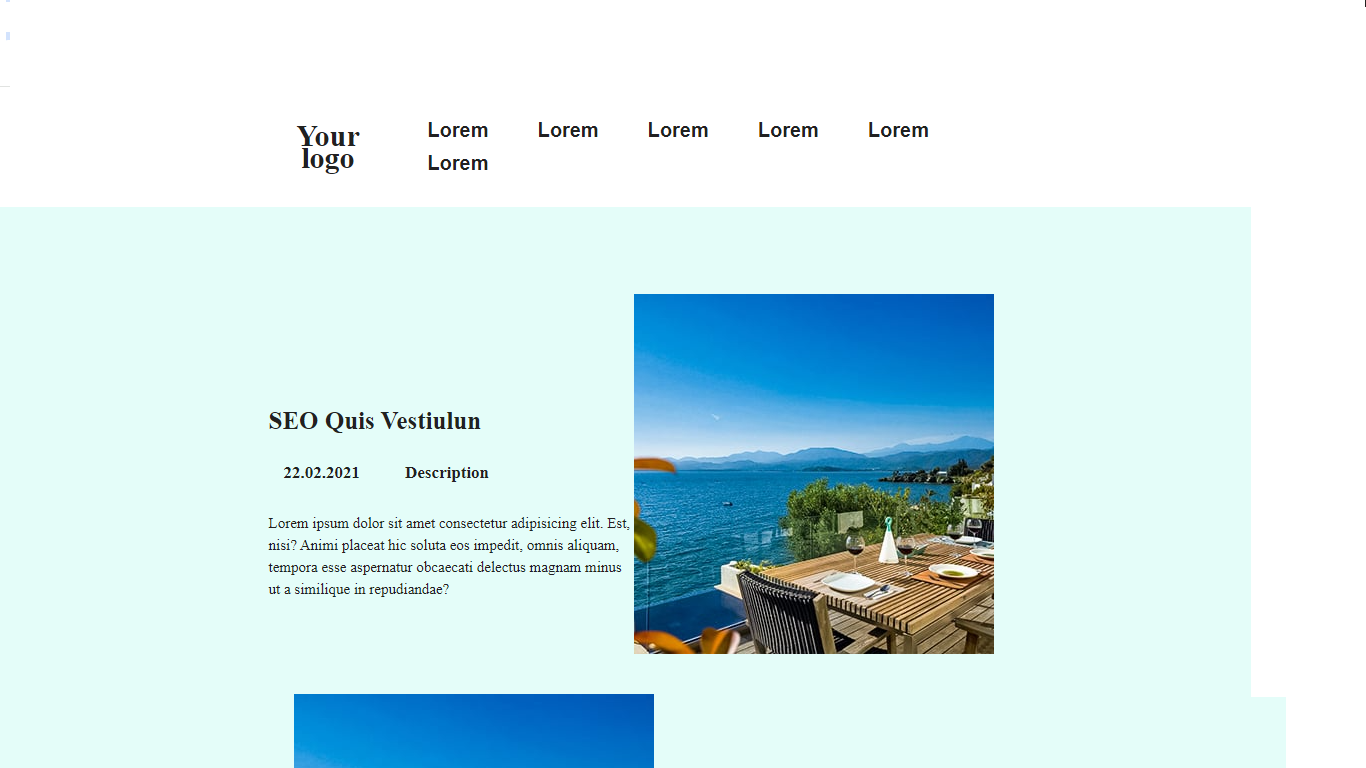 Your
logo
Lorem Lorem Lorem Lorem Lorem
Lorem
SEO Quis Vestiulun
22.02.2021 Description
Lorem ipsum dolor sit amet consectetur adipisicing elit. Est,
nisi? Animi placeat hic soluta eos impedit, omnis aliquam,
tempora esse aspernatur obcaecati delectus magnam minus
ut a similique in repudiandae?